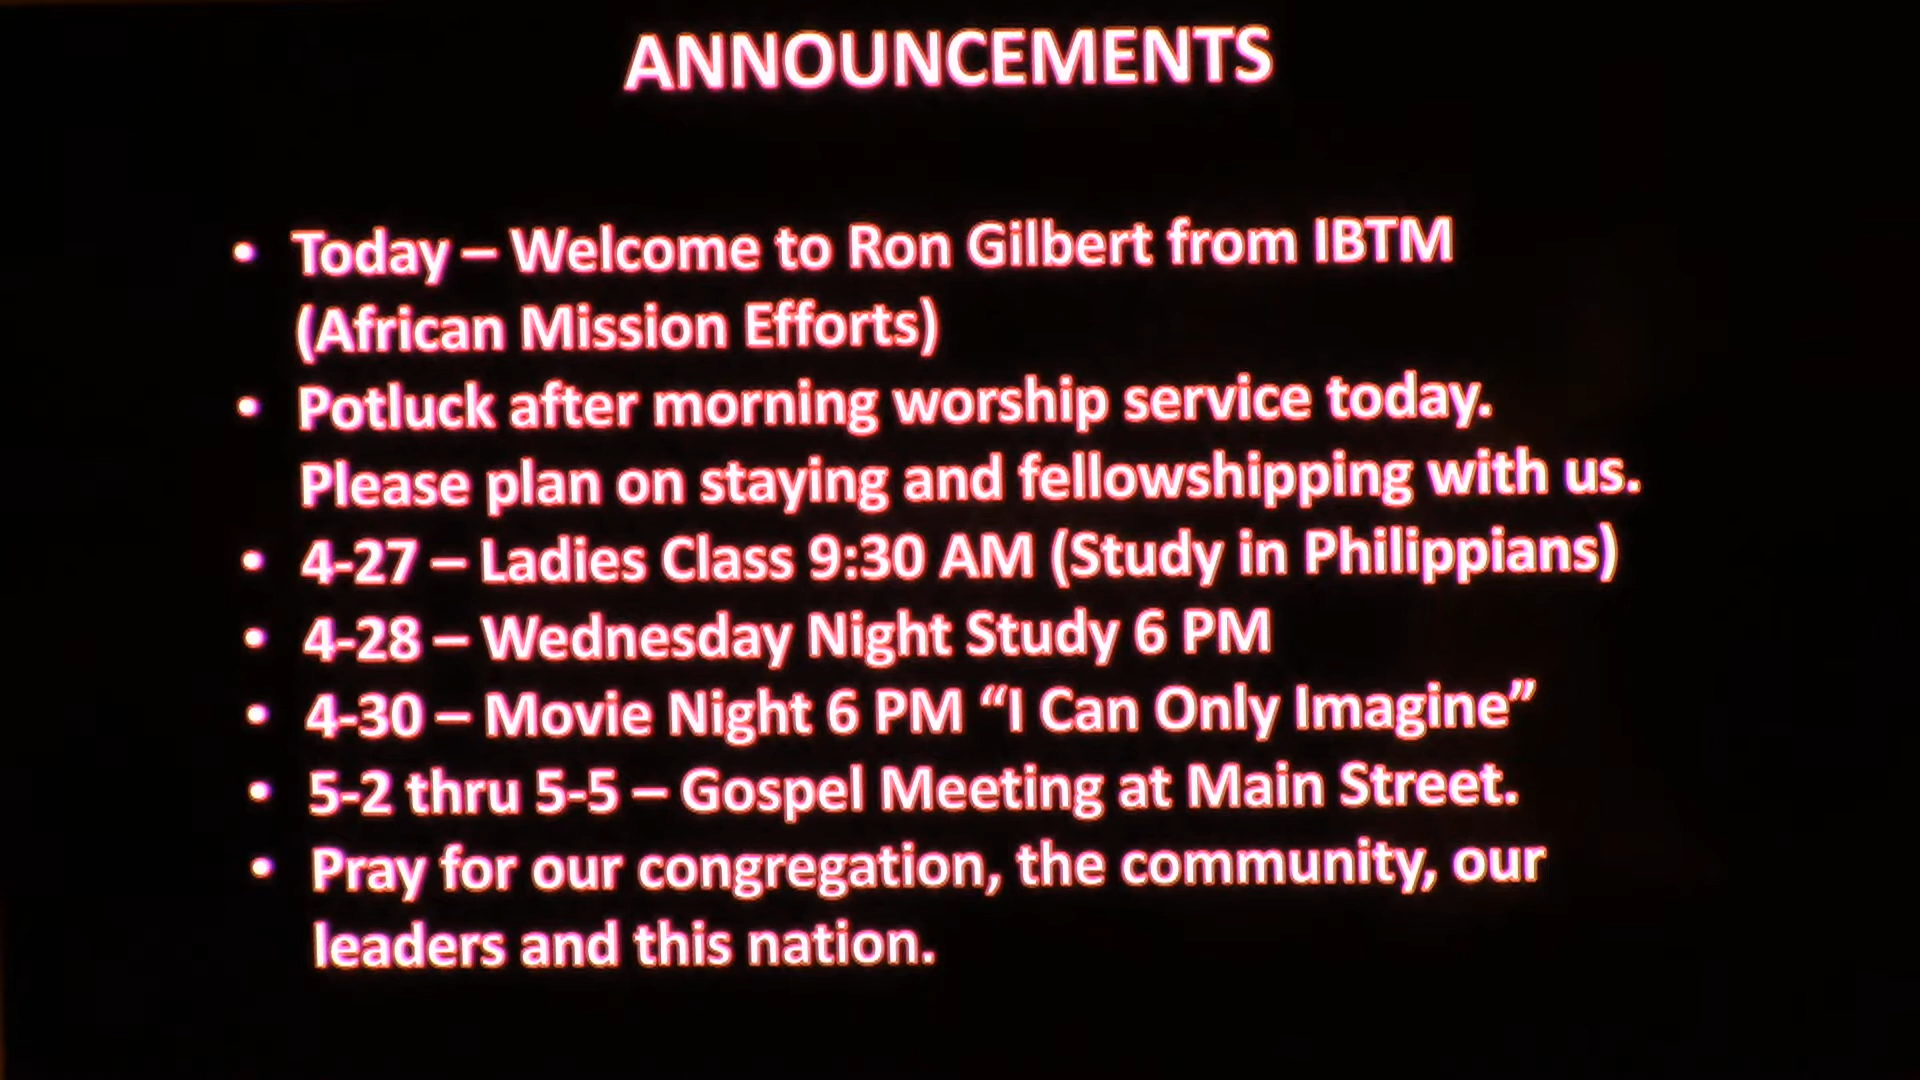 ANNOUNCEMENTS
• Today – Welcome to Ron Gilbert from IBTM
(African Mission Efforts)
• Potluck after morning worship service today.
Please plan on staying and fellowshipping with us.
• 4-27 – Ladies Class 9:30 AM (Study in Philippians)
• 4-28 – Wednesday Night Study 6 PM
• 4-30 – Movie Night 6 PM “I Can Only Imagine”
• 5-2 thru 5-5 – Gospel Meeting at Main Street.
• Pray for our congregation, the community, our
leaders and this nation.